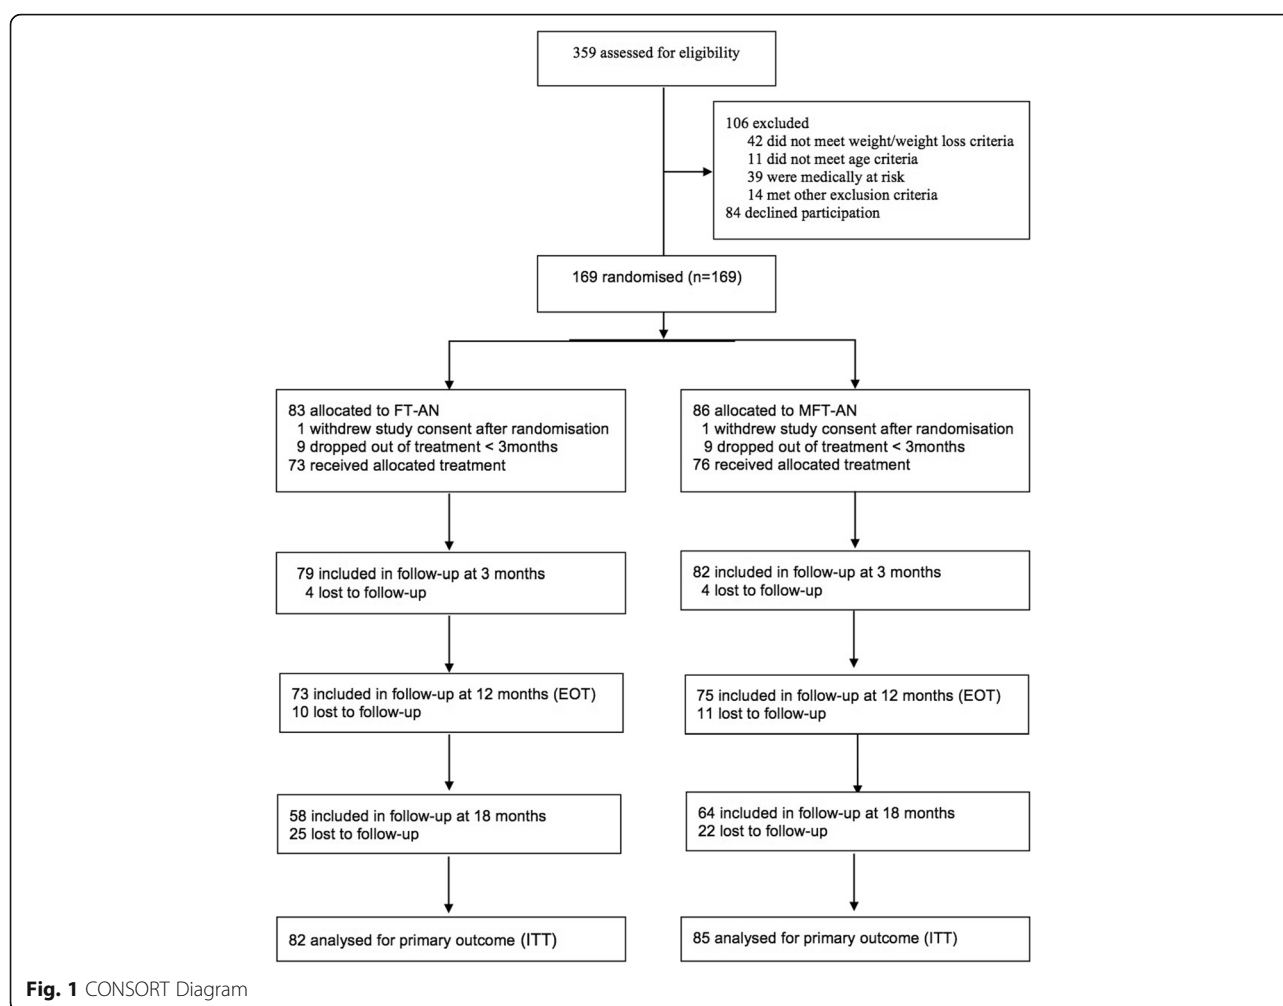 359 assessed for eligibility
106 excluded
42 did not meet weight/weight loss criteria
11 did not meet age criteria
39 were medically at risk
14 met other exclusion criteria
84 declined participation
169 randomised (n=169)
83 allocated to FT-AN
1 withdrew study consent after randomisation
9 dropped out of treatment < 3months
73 received allocated treatment
86 allocated to MFT-AN
1 withdrew study consent after randomisation
9 dropped out of treatment < 3months
76 received allocated treatment
79 included in follow-up at 3 months
4 lost to follow-up
82 included in follow-up at 3 months
4 lost to follow-up
73 included in follow-up at 12 months (EOT)
10 lost to follow-up
75 included in follow-up at 12 months (EOT)
11 lost to follow-up
58 included in follow-up at 18 months
25 lost to follow-up
64 included in follow-up at 18 months
22 lost to follow-up
82 analysed for primary outcome (ITT)
85 analysed for primary outcome (ITT)
Fig. 1 CONSORT Diagram